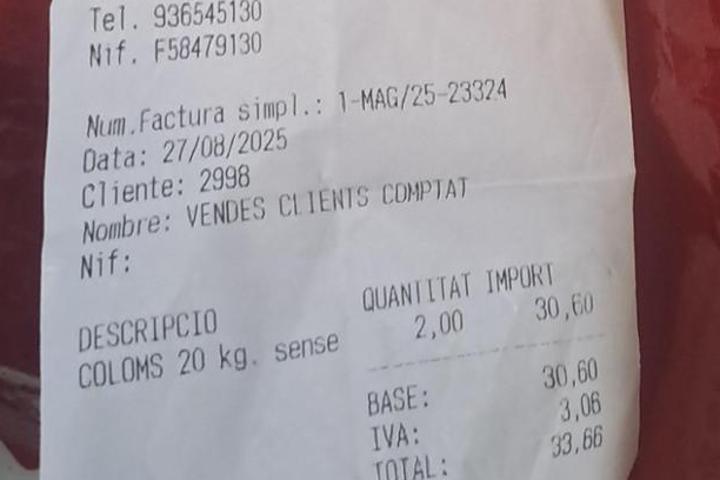 Tel. 936545130
Nif. F58479130
Num.Factura simpl.: 1-MAG/25-23324
Data: 27/08/2025
Cliente: 2998
Nombre: VENDES CLIENTS COMPTAT
Nif:
DESCRIPCIO QUANTITAT IMPORT
COLOMS 20 kg. sense 2,00 30,60
BASE: 30,60
IVA: 3,06
TOTAL: 33,66